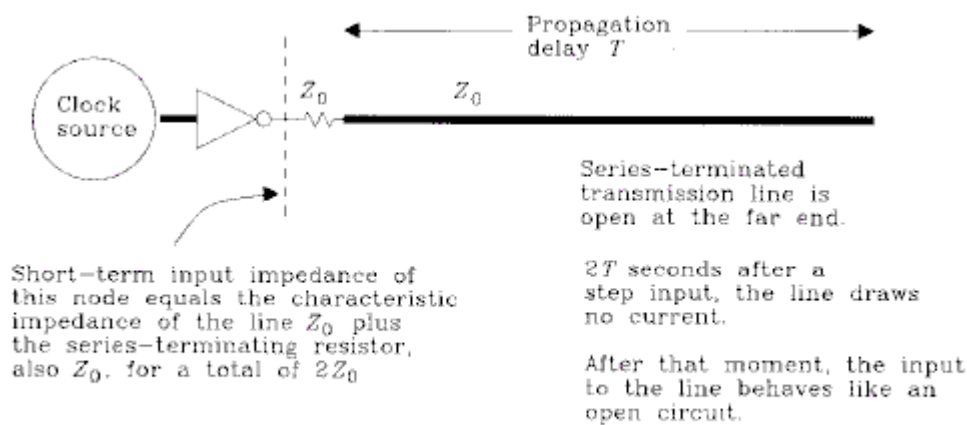 Propagation
delay T
Clock
source
Z₀
Z₀
Series-terminated
transmission line is
open at the far end.
2T seconds after a
step input, the line draws
no current.
After that moment, the input
to the line behaves like an
open circuit.
Short-term input impedance of
this node equals the characteristic
impedance of the line Z₀ plus
the series-terminating resistor,
also Z₀, for a total of 2Z₀